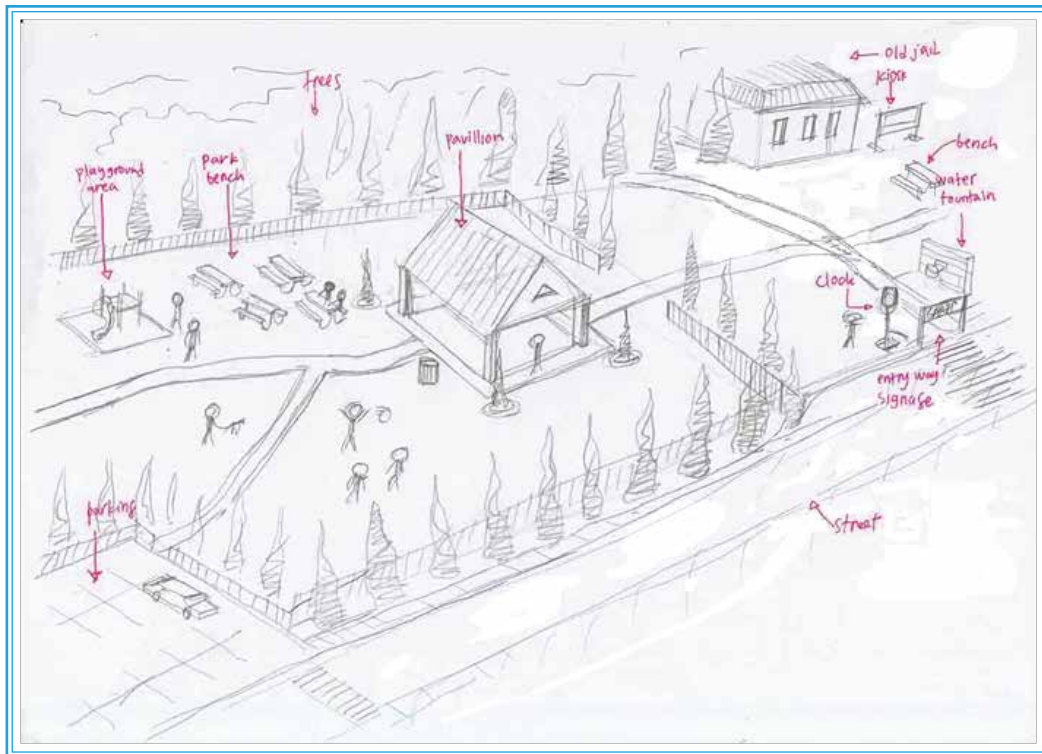 Old jail
kiosk
trees
pavillion
park
bench
playground
area
bench
water
fountain
clock
entry way
signage
parking
street